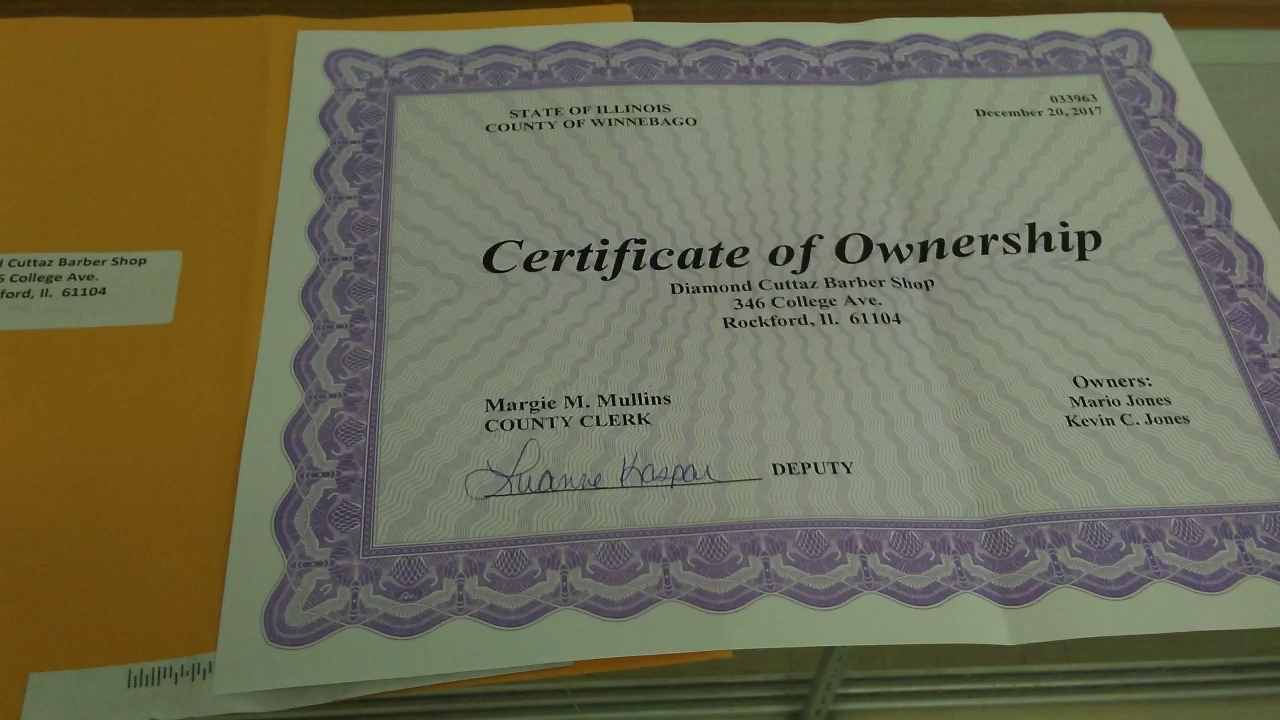 l Cuttaz Barber Shop
College Ave.
ford, Il. 61104
STATE OF ILLINOIS
COUNTY OF WINNEBAGO
033963
December 20, 2017
Certificate of Ownership
Diamond Cuttaz Barber Shop
346 College Ave.
Rockford, Il. 61104
Margie M. Mullins
COUNTY CLERK
Owners:
Mario Jones
Kevin C. Jones
Luanne Kaspar DEPUTY